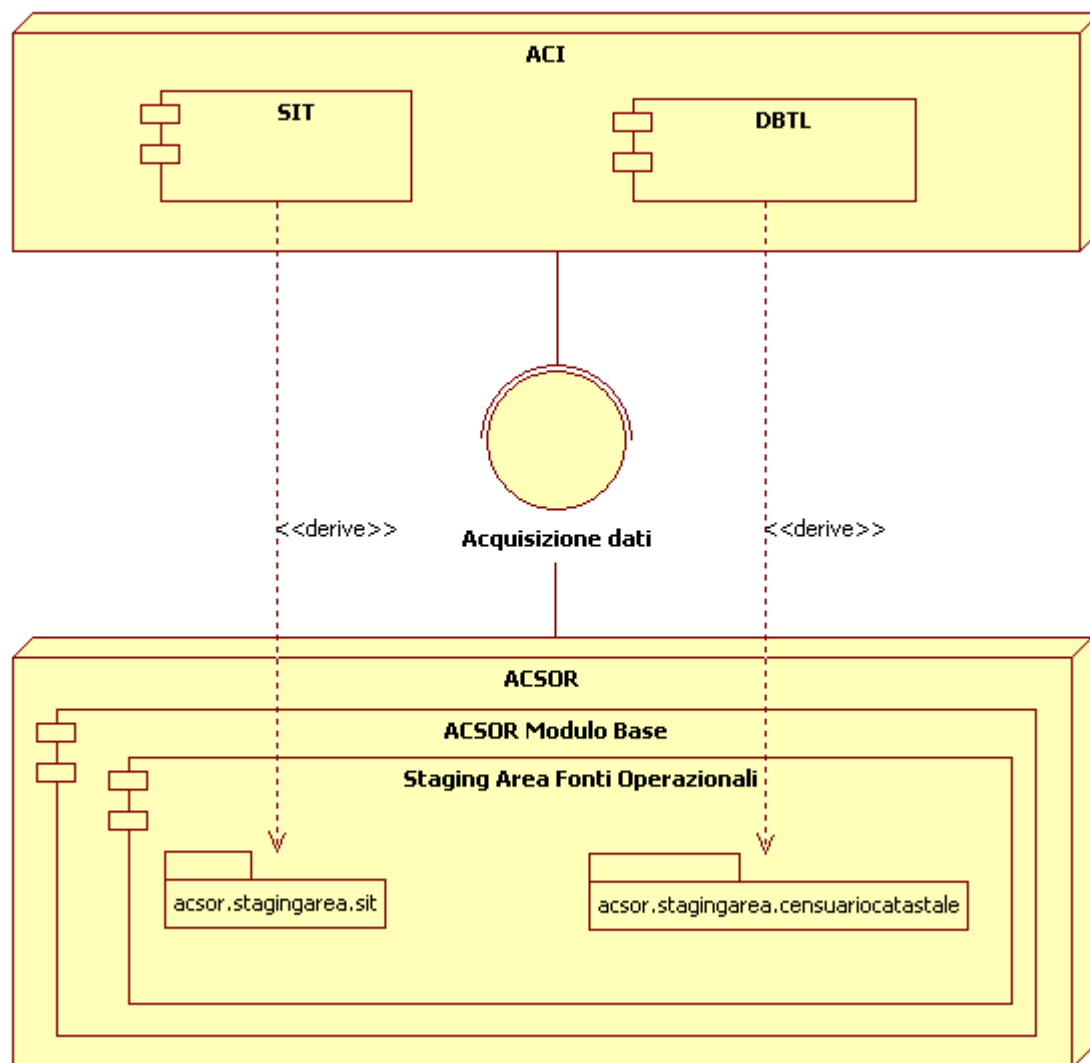 ACI
SIT
DBTL
<<derive>>
<<derive>>
Acquisizione dati
ACSOR
ACSOR Modulo Base
Staging Area Fonti Operazionali
acsor.stagingarea.sit
acsor.stagingarea.censuariocatastale